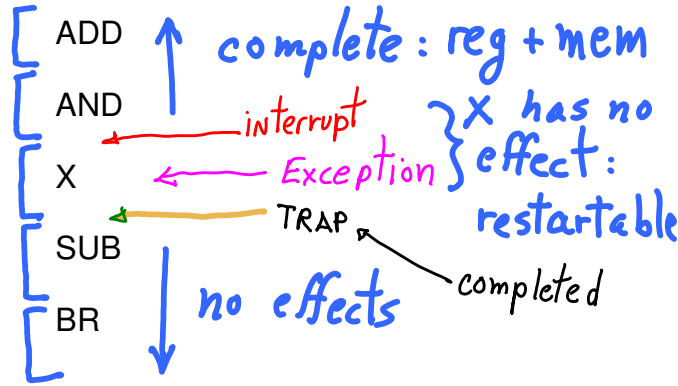 ADD
complete : reg + mem
AND
interrupt
X has no
X
Exception
effect :
TRAP
restartable
SUB
completed
no effects
BR